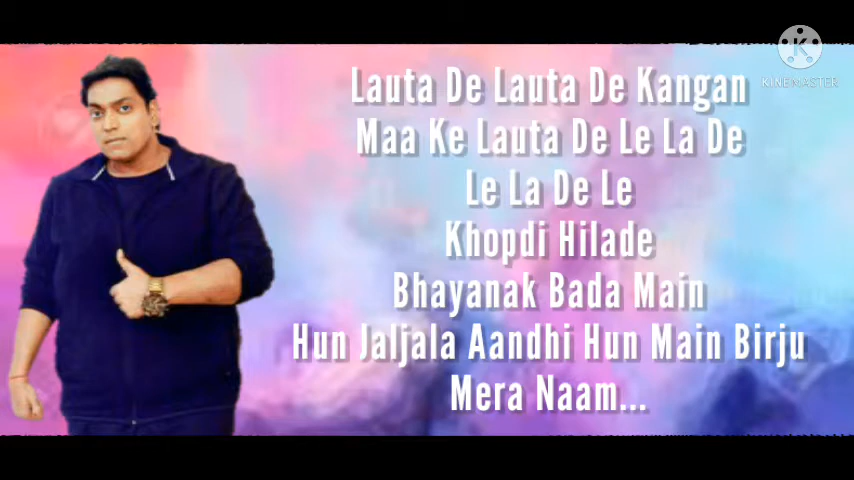 K
KINEMASTER
Lauta De Lauta De Kangan
Maa Ke Lauta De Le La De
Le La De Le
Khopdi Hilade
Bhayanak Bada Main
Hun Jaljala Aandhi Hun Main Birju
Mera Naam...